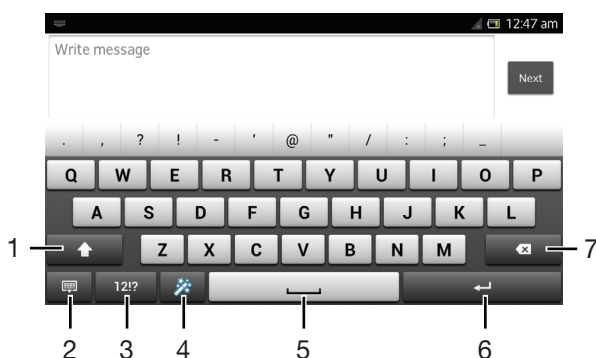 12:47 am
Write message
Next
. , ? ! - ' @ " / : ; _
Q W E R T Y U I O P
A S D F G H J K L
1 Z X C V B N M 7
12!?
2 3 4 5 6